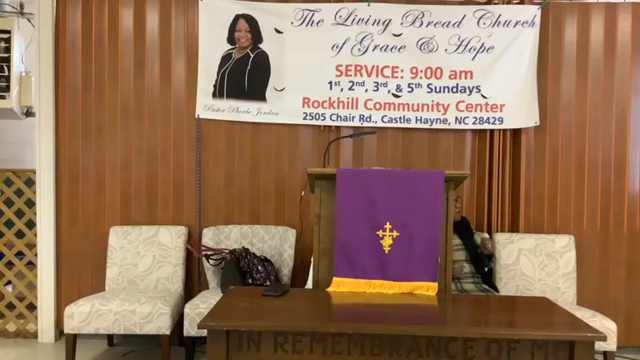 The Living Bread Church
of Grace & Hope
SERVICE: 9:00 am
1st, 2nd, 3rd, & 5th Sundays
Rockhill Community Center
2505 Chair Rd., Castle Hayne, NC 28429
Pastor Phoebe Jordan
IN REMEMBRANCE OF ME